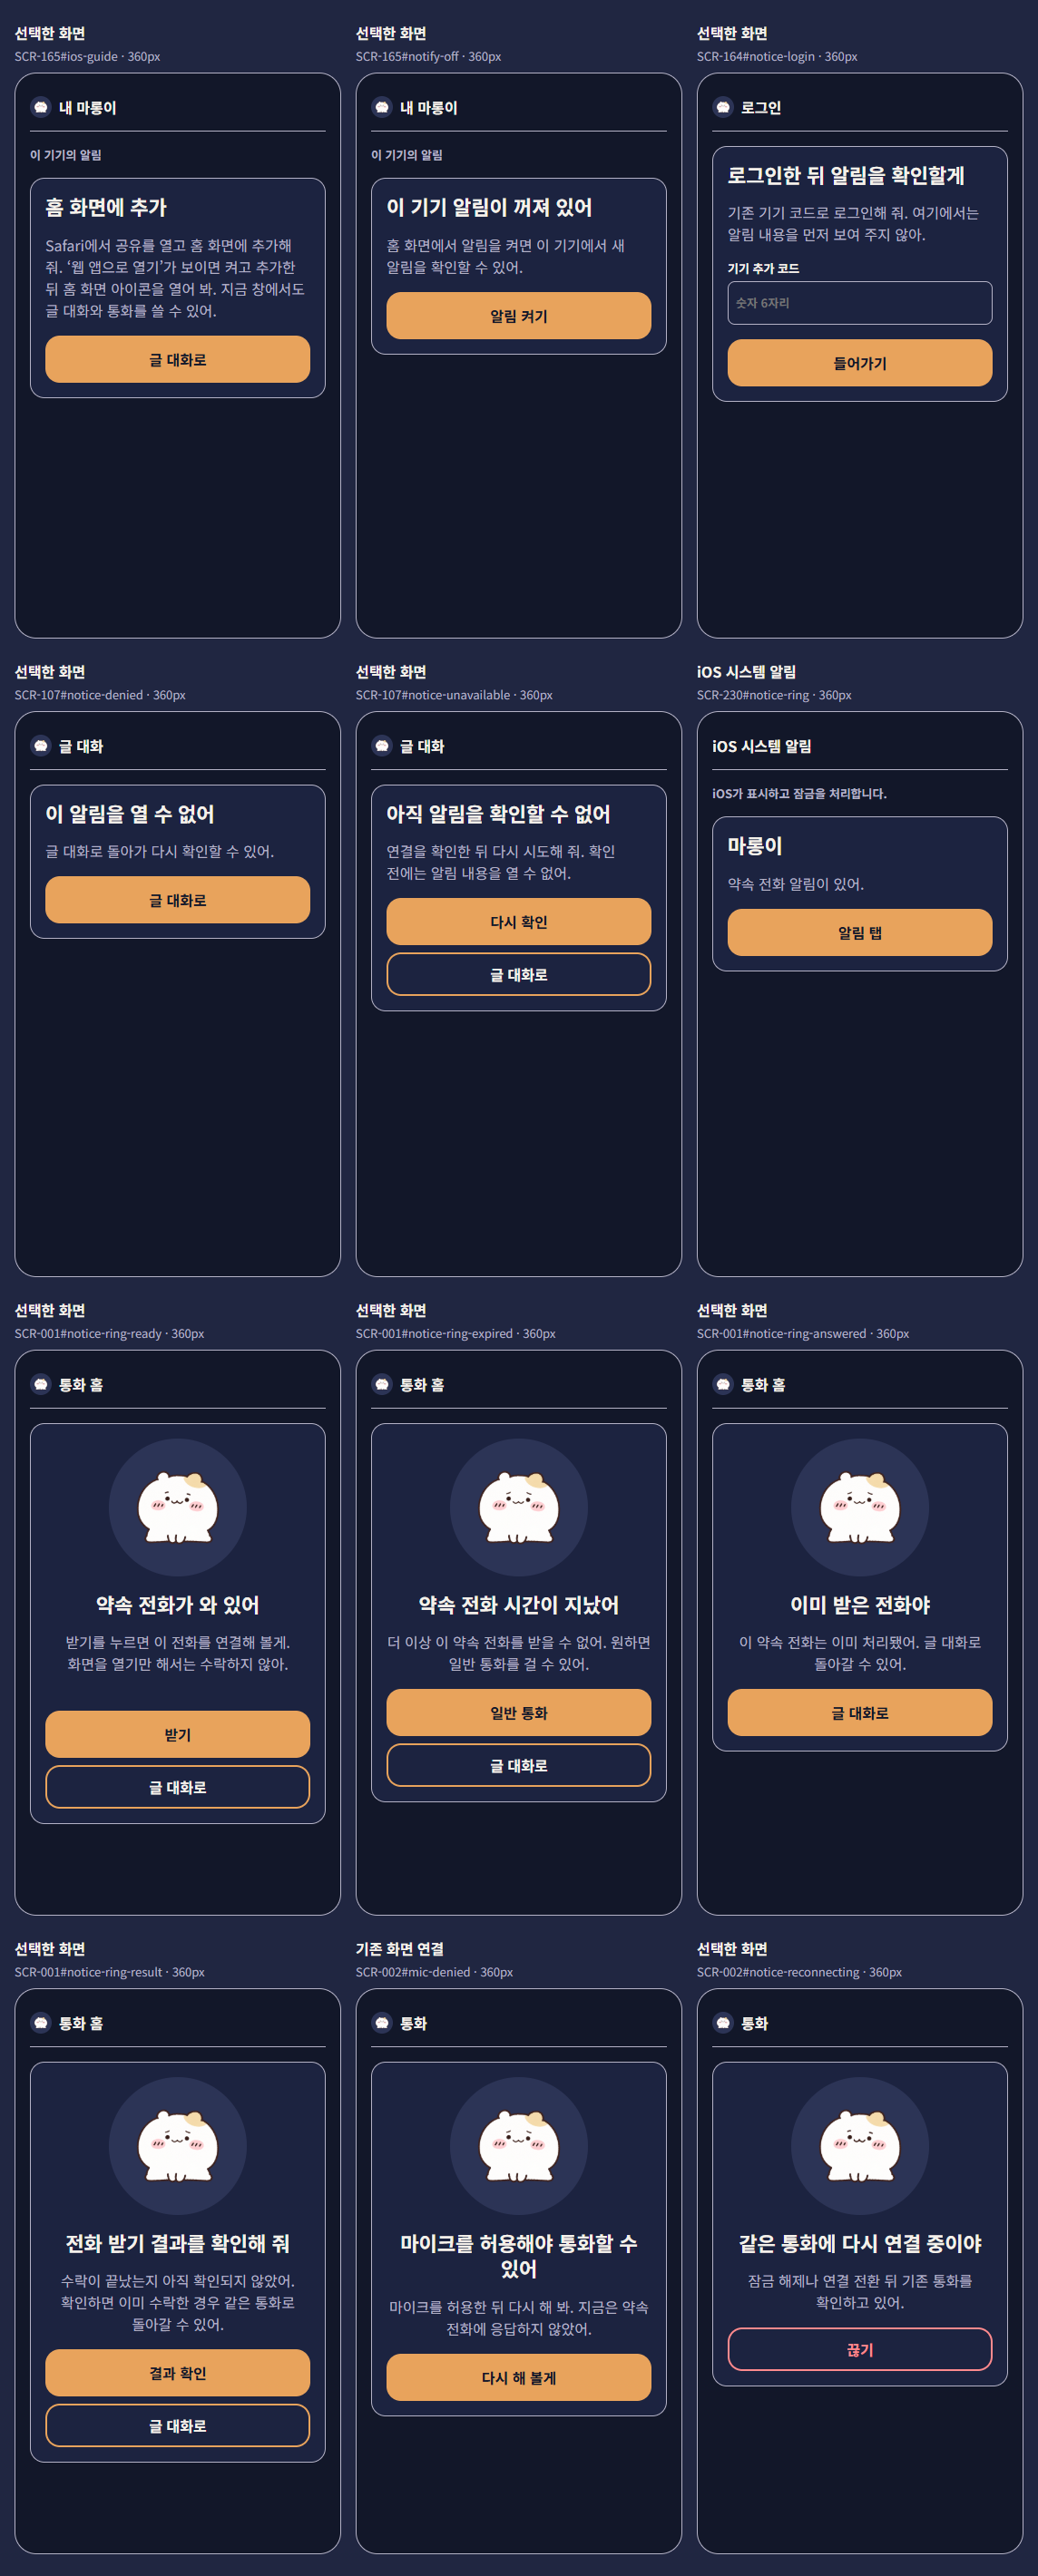 선택한 화면
SCR-165#ios-guide · 360px
내 마롱이
이 기기의 알림
홈 화면에 추가
Safari에서 공유를 열고 홈 화면에 추가해
줘. ‘웹 앱으로 열기’가 보이면 켜고 추가한
뒤 홈 화면 아이콘을 열어 봐. 지금 창에서도
글 대화와 통화를 쓸 수 있어.
글 대화로
선택한 화면
SCR-165#notify-off · 360px
내 마롱이
이 기기의 알림
이 기기 알림이 꺼져 있어
홈 화면에서 알림을 켜면 이 기기에서 새
알림을 확인할 수 있어.
알림 켜기
선택한 화면
SCR-164#notice-login · 360px
로그인
로그인한 뒤 알림을 확인할게
기존 기기 코드로 로그인해 줘. 여기에서는
알림 내용을 먼저 보여 주지 않아.
기기 추가 코드
숫자 6자리
들어가기
선택한 화면
SCR-107#notice-denied · 360px
글 대화
이 알림을 열 수 없어
글 대화로 돌아가 다시 확인할 수 있어.
글 대화로
선택한 화면
SCR-107#notice-unavailable · 360px
글 대화
아직 알림을 확인할 수 없어
연결을 확인한 뒤 다시 시도해 줘. 확인
전에는 알림 내용을 열 수 없어.
다시 확인
글 대화로
iOS 시스템 알림
SCR-230#notice-ring · 360px
iOS 시스템 알림
iOS가 표시하고 잠금을 처리합니다.
마롱이
약속 전화 알림이 있어.
알림 탭
선택한 화면
SCR-001#notice-ring-ready · 360px
통화 홈
약속 전화가 와 있어
받기를 누르면 이 전화를 연결해 볼게.
화면을 열기만 해서는 수락하지 않아.
받기
글 대화로
선택한 화면
SCR-001#notice-ring-expired · 360px
통화 홈
약속 전화 시간이 지났어
더 이상 이 약속 전화를 받을 수 없어. 원하면
일반 통화를 걸 수 있어.
일반 통화
글 대화로
선택한 화면
SCR-001#notice-ring-answered · 360px
통화 홈
이미 받은 전화야
이 약속 전화는 이미 처리됐어. 글 대화로
돌아갈 수 있어.
글 대화로
선택한 화면
SCR-001#notice-ring-result · 360px
통화 홈
전화 받기 결과를 확인해 줘
수락이 끝났는지 아직 확인되지 않았어.
확인하면 이미 수락한 경우 같은 통화로
돌아갈 수 있어.
결과 확인
글 대화로
기존 화면 연결
SCR-002#mic-denied · 360px
통화
마이크를 허용해야 통화할 수
있어
마이크를 허용한 뒤 다시 해 봐. 지금은 약속
전화에 응답하지 않았어.
다시 해 볼게
선택한 화면
SCR-002#notice-reconnecting · 360px
통화
같은 통화에 다시 연결 중이야
잠금 해제나 연결 전환 뒤 기존 통화를
확인하고 있어.
끊기